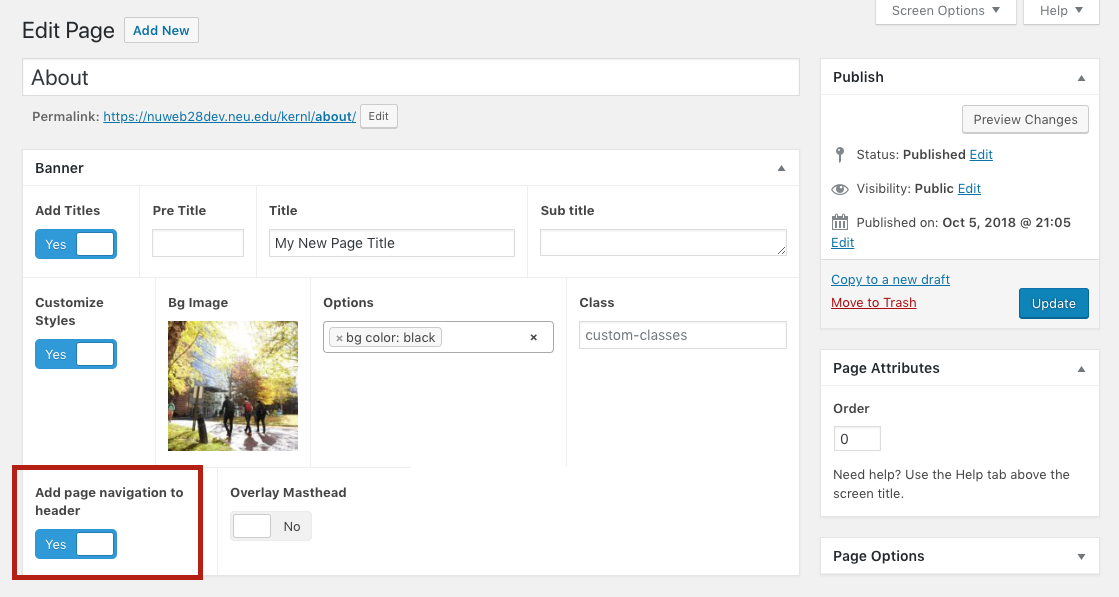 Screen Options
Help
Edit Page
Add New
About
Permalink: https://nuweb28dev.neu.edu/kernl/about/ Edit
Banner
Add Titles
Yes
Pre Title
Title
My New Page Title
Sub title
Customize
Styles
Yes
Bg Image
Options
× bg color: black ×
Class
custom-classes
Add page navigation to
header
Yes
Overlay Masthead
No
Publish
Preview Changes
Status: Published Edit
Visibility: Public Edit
Published on: Oct 5, 2018 @ 21:05
Edit
Copy to a new draft
Move to Trash
Update
Page Attributes
Order
0
Need help? Use the Help tab above the
screen title.
Page Options